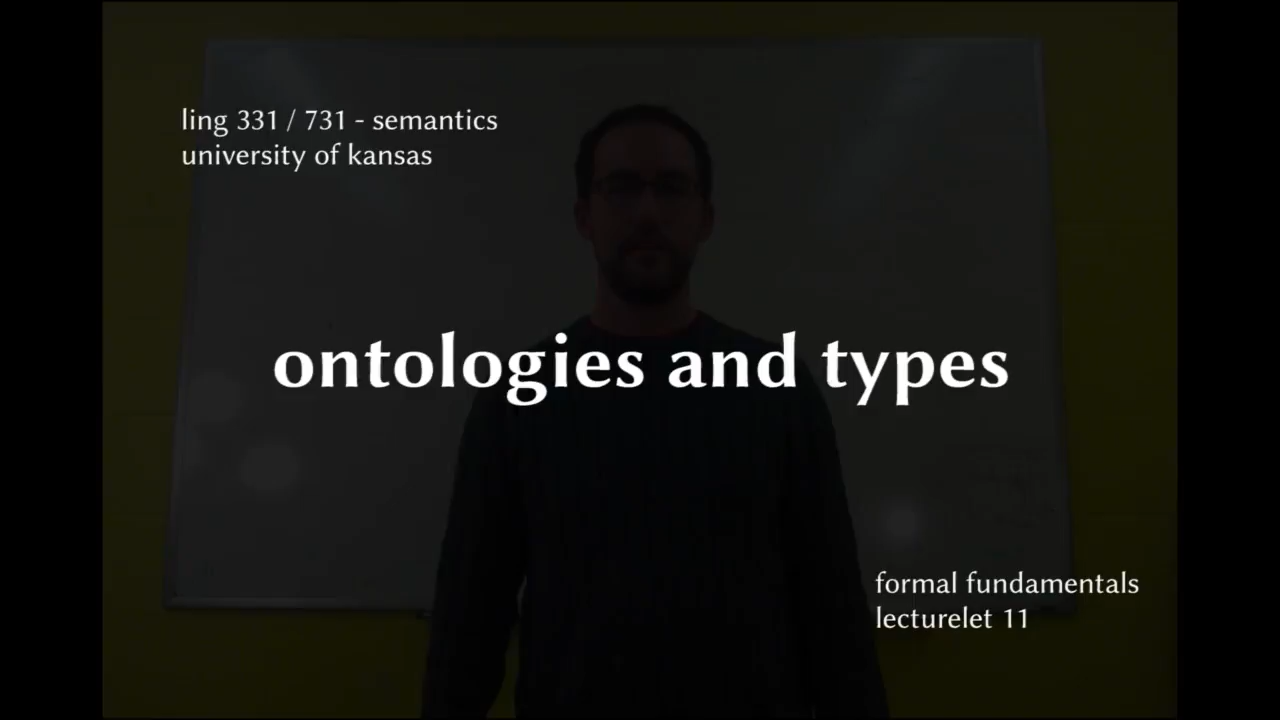 ling 331 / 731 - semantics
university of kansas
ontologies and types
formal fundamentals
lecturelet 11